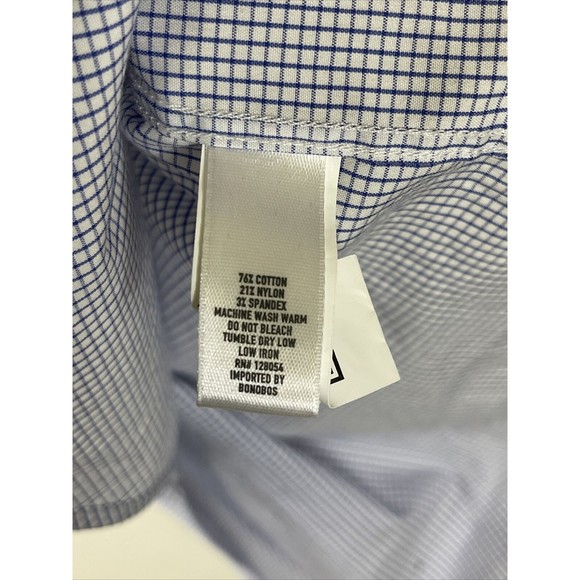 76% COTTON
21% NYLON
3% SPANDEX
MACHINE WASH WARM
DO NOT BLEACH
TUMBLE DRY LOW
LOW IRON
RN# 128054
IMPORTED BY
BONOBOS